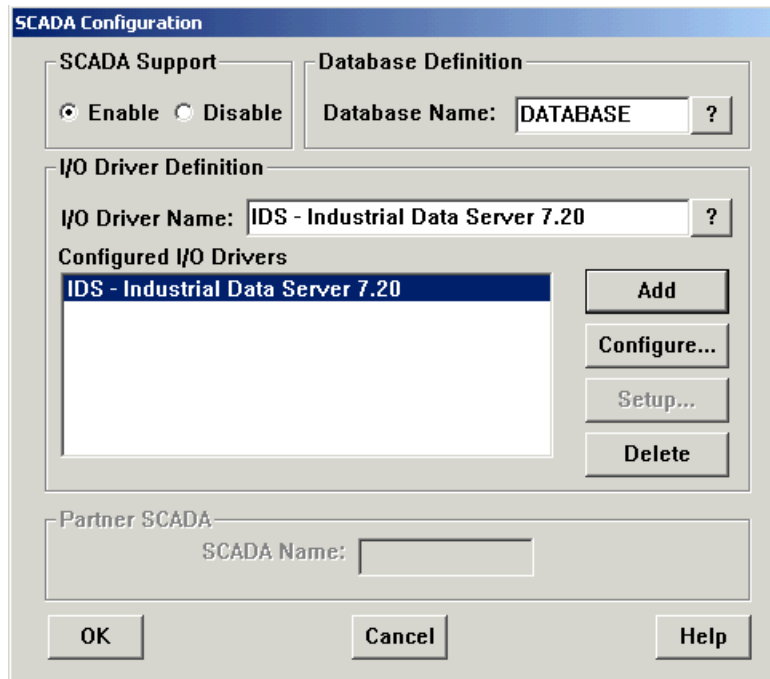 SCADA Configuration
SCADA Support
Enable Disable
Database Definition
Database Name: DATABASE ?
I/O Driver Definition
I/O Driver Name: IDS - Industrial Data Server 7.20 ?
Configured I/O Drivers
IDS - Industrial Data Server 7.20
Add
Configure...
Setup...
Delete
Partner SCADA
SCADA Name:
OK Cancel Help